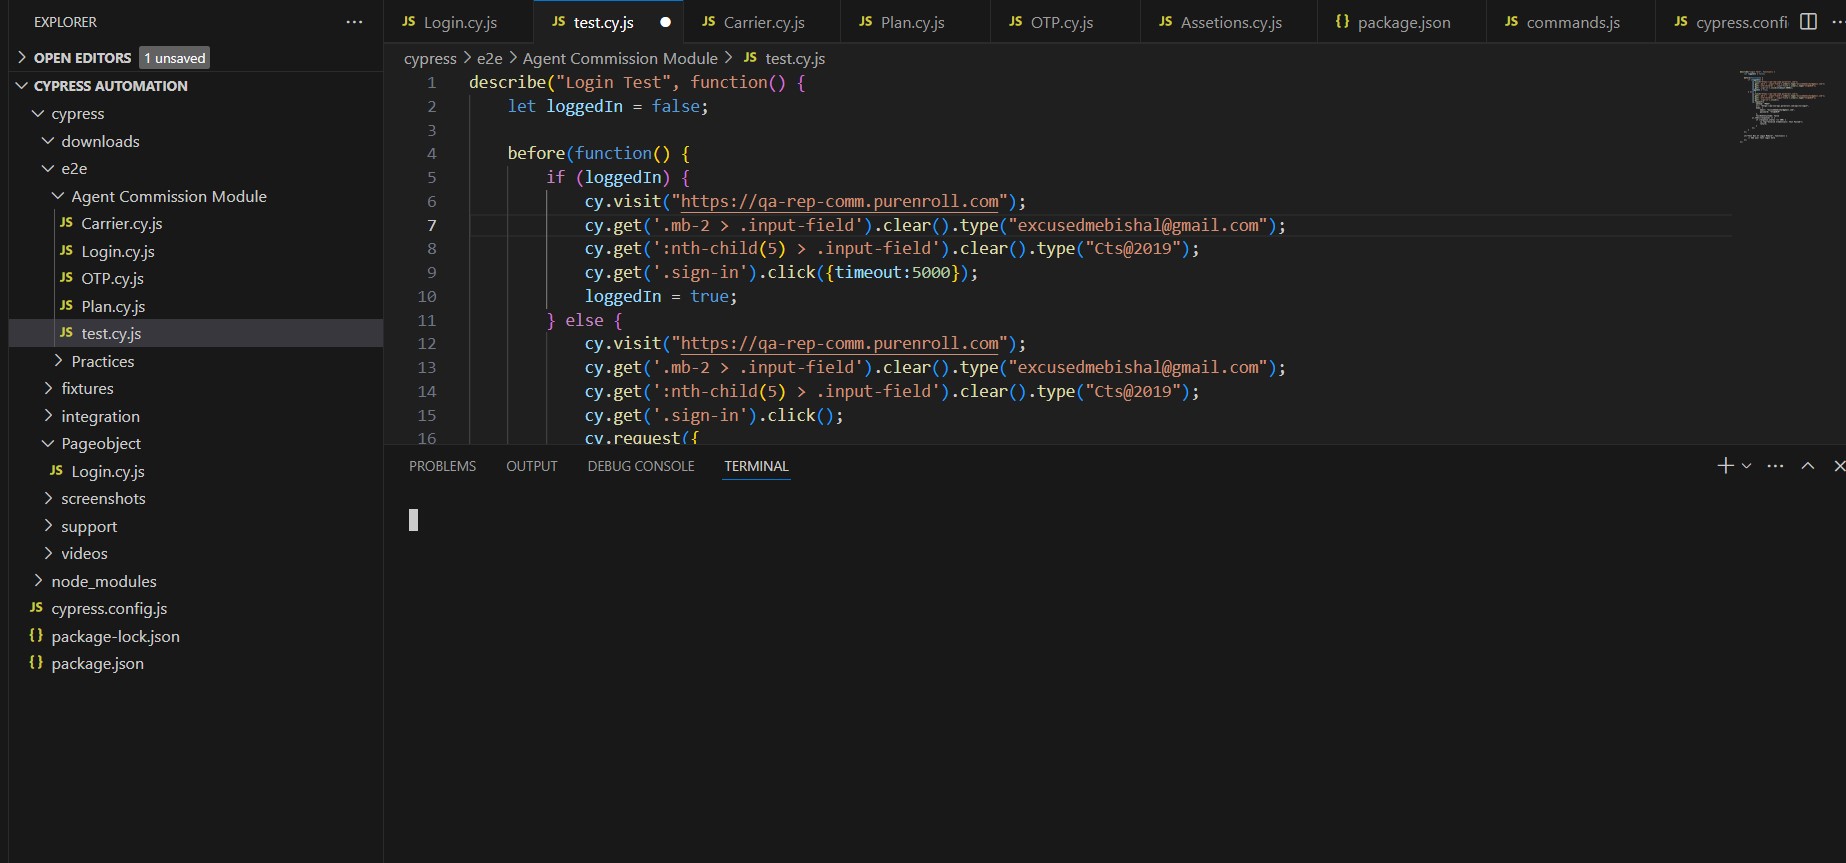 EXPLORER
OPEN EDITORS 1 unsaved
CYPRESS AUTOMATION
cypress
downloads
e2e
Agent Commission Module
JS Carrier.cy.js
JS Login.cy.js
JS OTP.cy.js
JS Plan.cy.js
JS test.cy.js
Practices
fixtures
integration
Pageobject
JS Login.cy.js
screenshots
support
videos
node_modules
JS cypress.config.js
{} package-lock.json
{} package.json
JS Login.cy.js JS test.cy.js JS Carrier.cy.js JS Plan.cy.js JS OTP.cy.js JS Assetions.cy.js {} package.json JS commands.js JS cypress.confi
cypress > e2e > Agent Commission Module > JS test.cy.js
1 describe("Login Test", function() {
2 let loggedIn = false;
3
4 before(function() {
5 if (loggedIn) {
6 cy.visit("https://qa-rep-comm.purenroll.com");
7 cy.get('.mb-2 > .input-field').clear().type("excusedmebishal@gmail.com");
8 cy.get(':nth-child(5) > .input-field').clear().type("Cts@2019");
9 cy.get('.sign-in').click({timeout:5000});
10 loggedIn = true;
11 } else {
12 cy.visit("https://qa-rep-comm.purenroll.com");
13 cy.get('.mb-2 > .input-field').clear().type("excusedmebishal@gmail.com");
14 cy.get(':nth-child(5) > .input-field').clear().type("Cts@2019");
15 cy.get('.sign-in').click();
16 cy.request({
PROBLEMS OUTPUT DEBUG CONSOLE TERMINAL